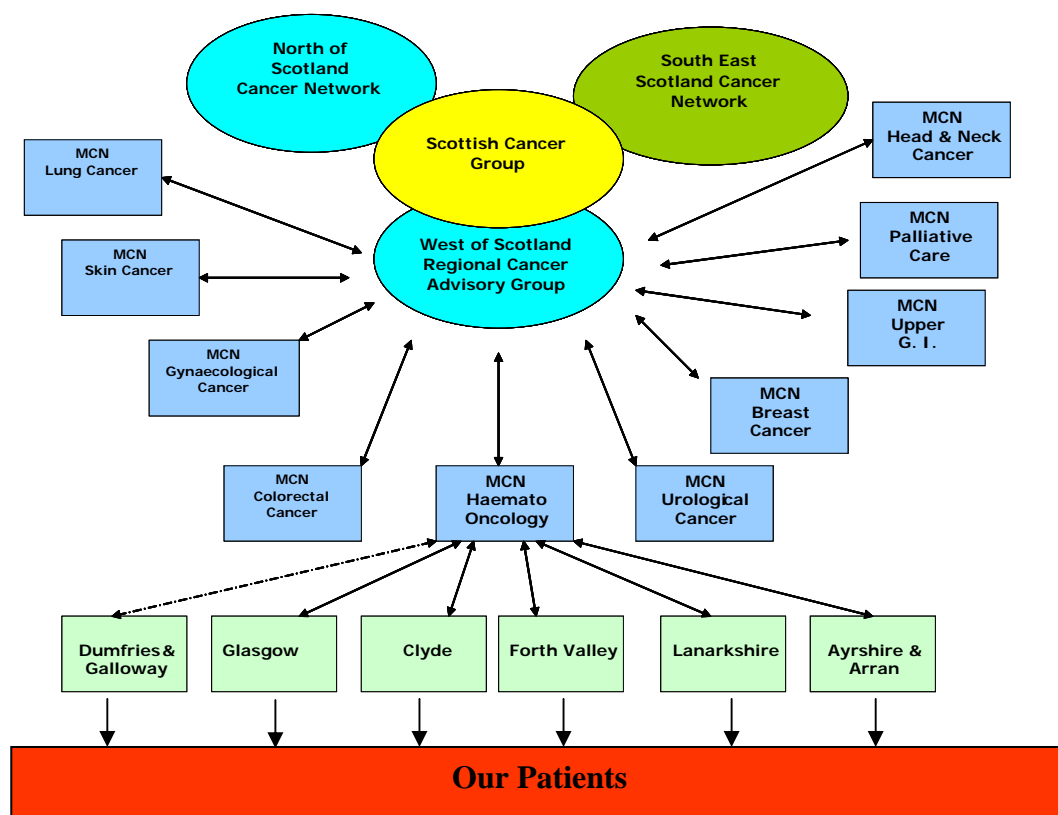 North of
Scotland
Cancer Network
South East
Scotland Cancer
Network
Scottish Cancer
Group
West of Scotland
Regional Cancer
Advisory Group
MCN
Lung Cancer
MCN
Skin Cancer
MCN
Gynaecological
Cancer
MCN
Colorectal
Cancer
MCN
Haemato
Oncology
MCN
Urological
Cancer
MCN
Breast
Cancer
MCN
Upper
G. I.
MCN
Palliative
Care
MCN
Head & Neck
Cancer
Dumfries &
Galloway
Glasgow
Clyde
Forth Valley
Lanarkshire
Ayrshire &
Arran
Our Patients